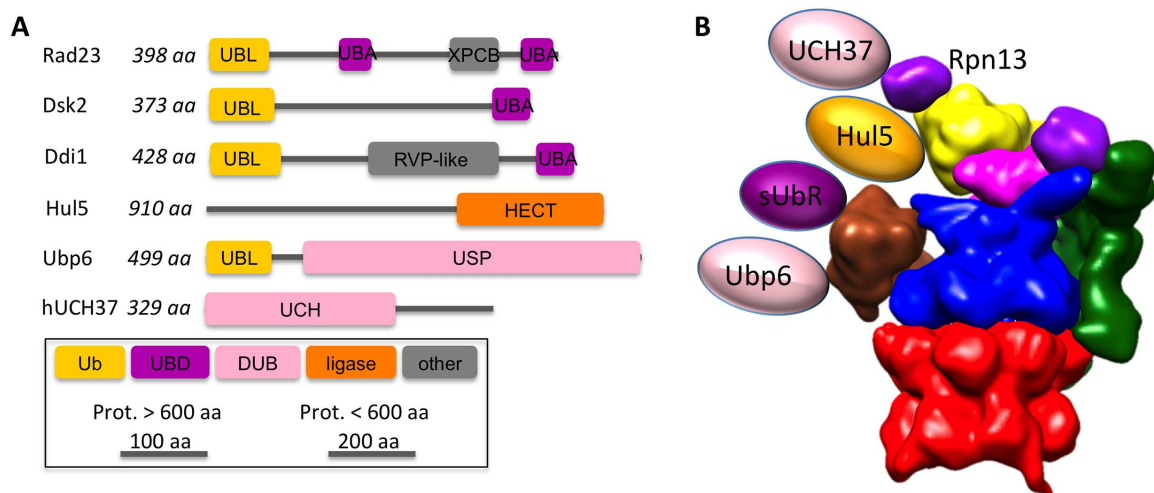 A
Rad23 398 aa UBL UBA XPCB UBA
Dsk2 373 aa UBL UBA
Ddi1 428 aa UBL RVP-like UBA
Hul5 910 aa HECT
Ubp6 499 aa UBL USP
hUCH37 329 aa UCH
Ub UBD DUB ligase other
Prot. > 600 aa Prot. < 600 aa
100 aa 200 aa
B
UCH37
Rpn13
Hul5
sUbR
Ubp6